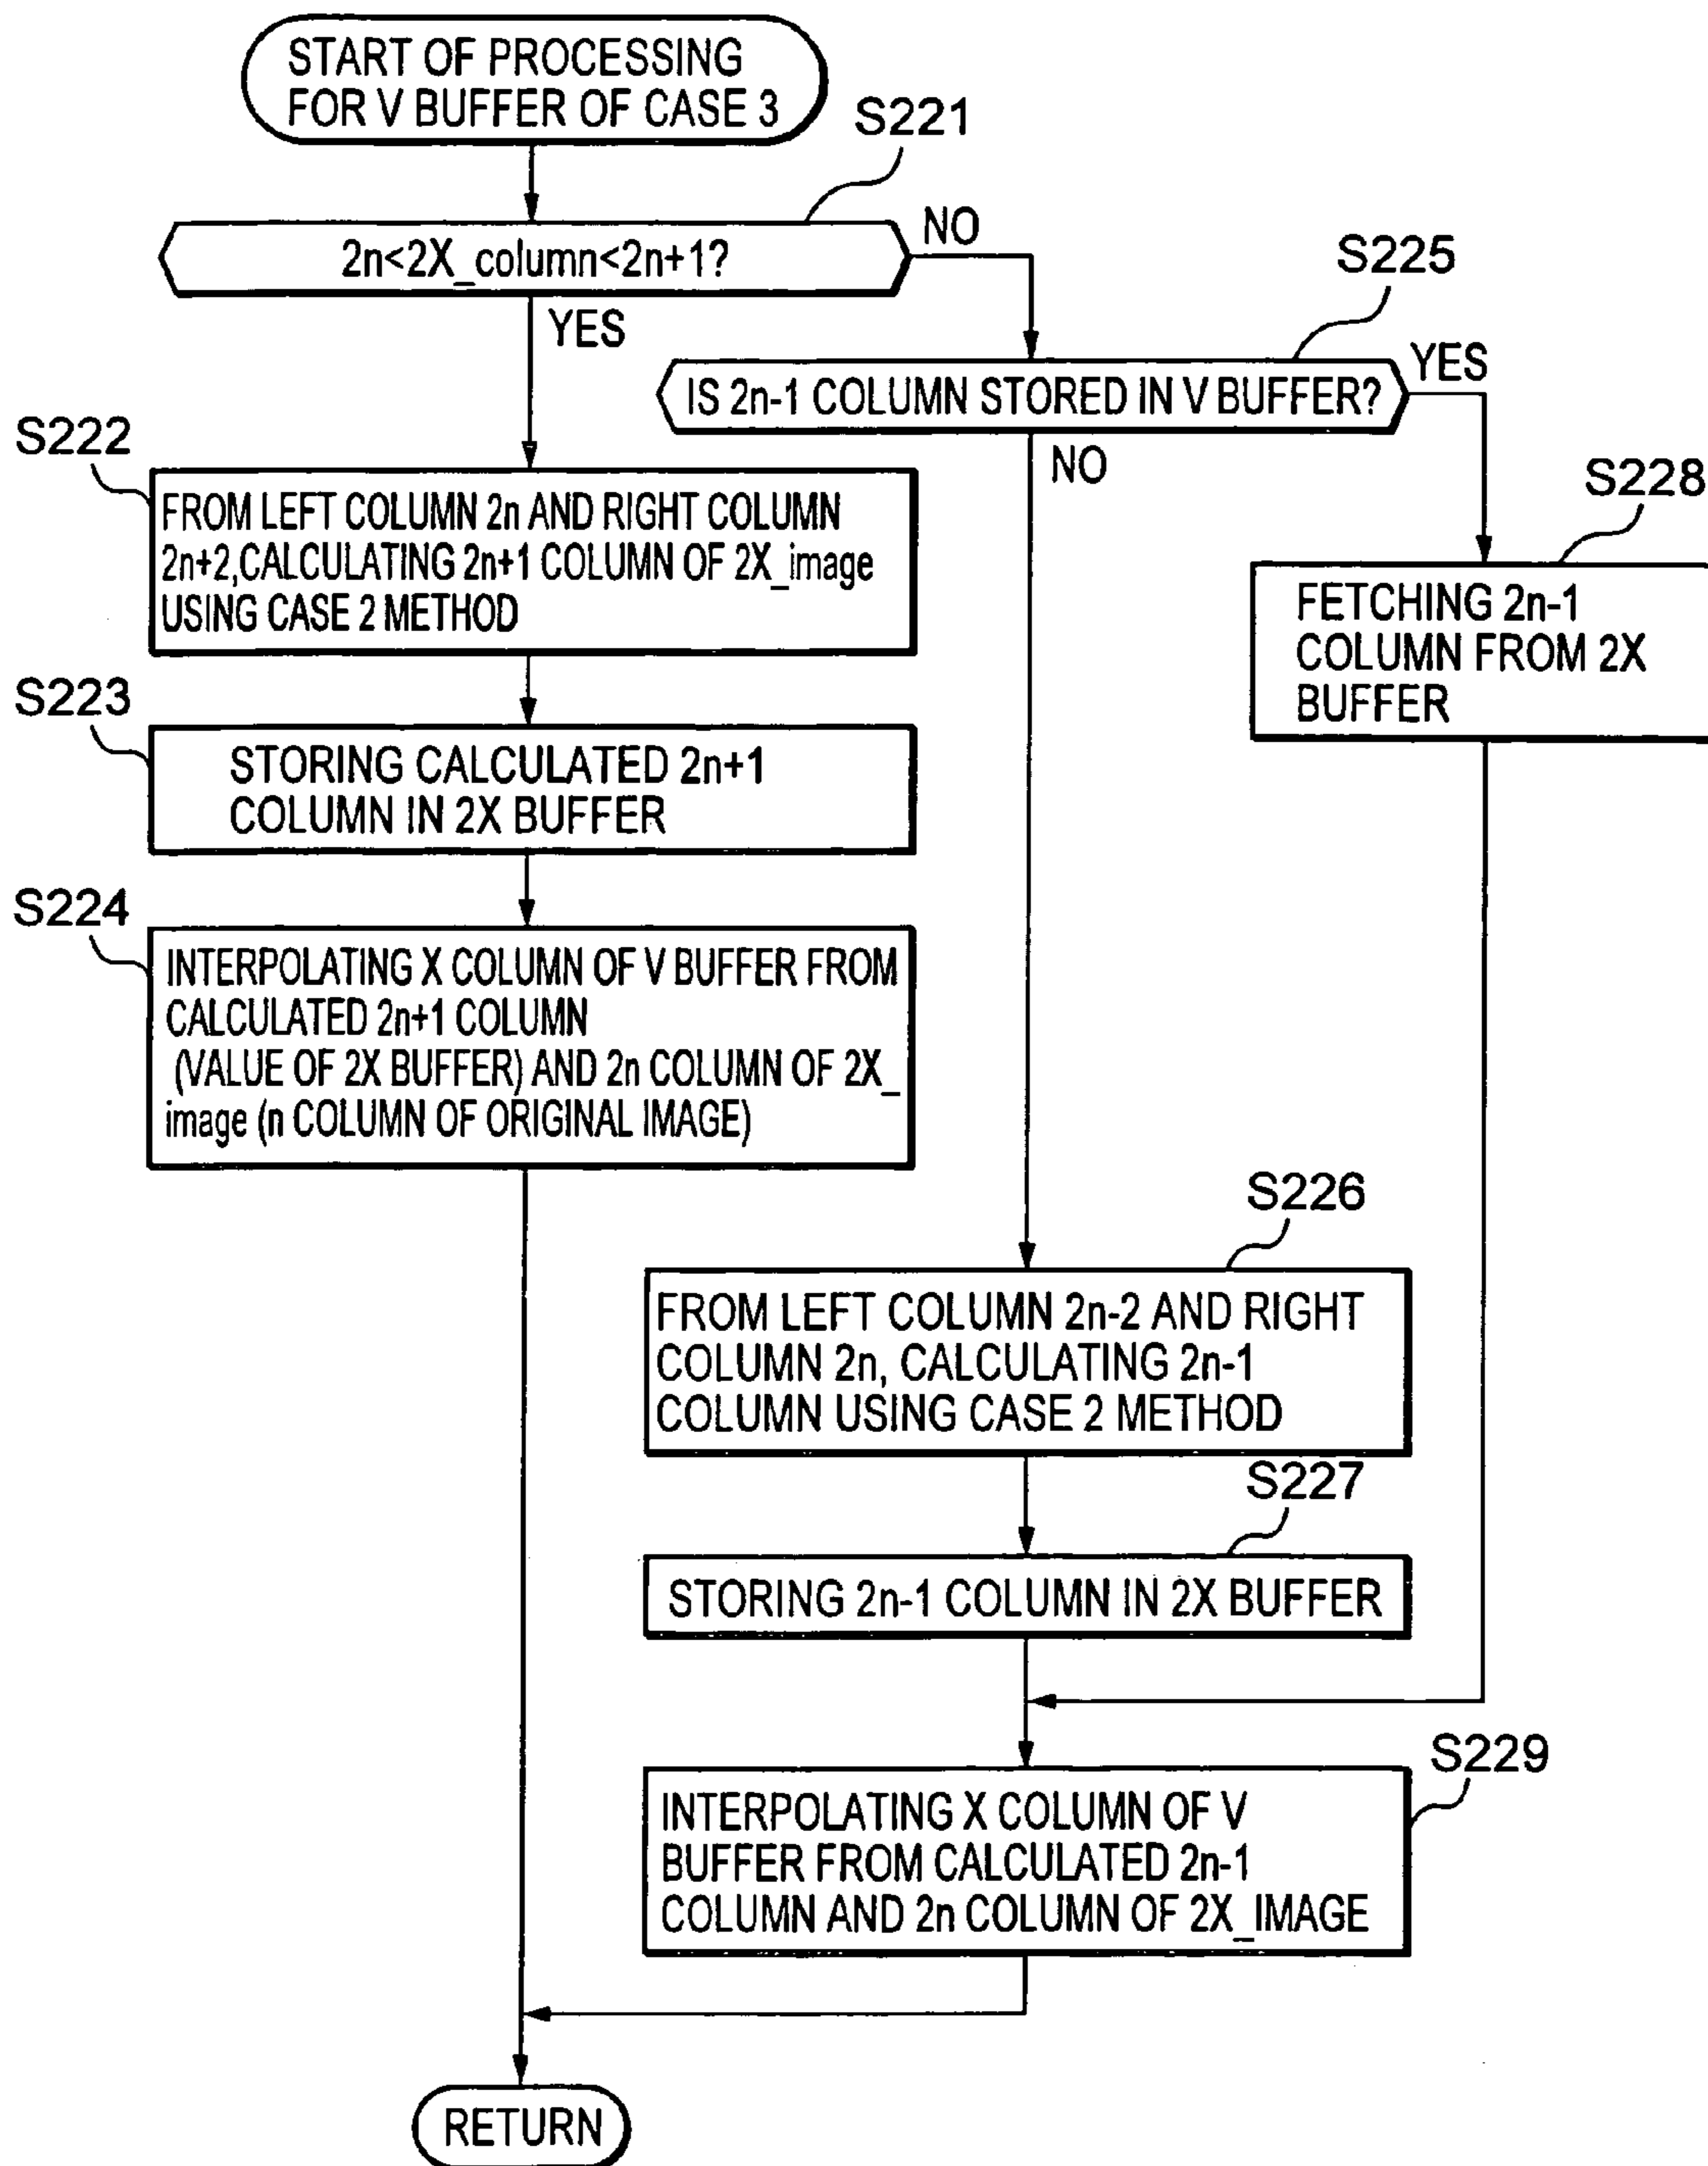 START OF PROCESSING
FOR V BUFFER OF CASE 3
S221
2n<2X_column<2n+1?
NO
YES
S225
IS 2n-1 COLUMN STORED IN V BUFFER?
YES
NO
S222
FROM LEFT COLUMN 2n AND RIGHT COLUMN
2n+2,CALCULATING 2n+1 COLUMN OF 2X_image
USING CASE 2 METHOD
S228
FETCHING 2n-1
COLUMN FROM 2X
BUFFER
S223
STORING CALCULATED 2n+1
COLUMN IN 2X BUFFER
S224
INTERPOLATING X COLUMN OF V BUFFER FROM
CALCULATED 2n+1 COLUMN
(VALUE OF 2X BUFFER) AND 2n COLUMN OF 2X_
image (n COLUMN OF ORIGINAL IMAGE)
S226
FROM LEFT COLUMN 2n-2 AND RIGHT
COLUMN 2n, CALCULATING 2n-1
COLUMN USING CASE 2 METHOD
S227
STORING 2n-1 COLUMN IN 2X BUFFER
S229
INTERPOLATING X COLUMN OF V
BUFFER FROM CALCULATED 2n-1
COLUMN AND 2n COLUMN OF 2X_IMAGE
RETURN